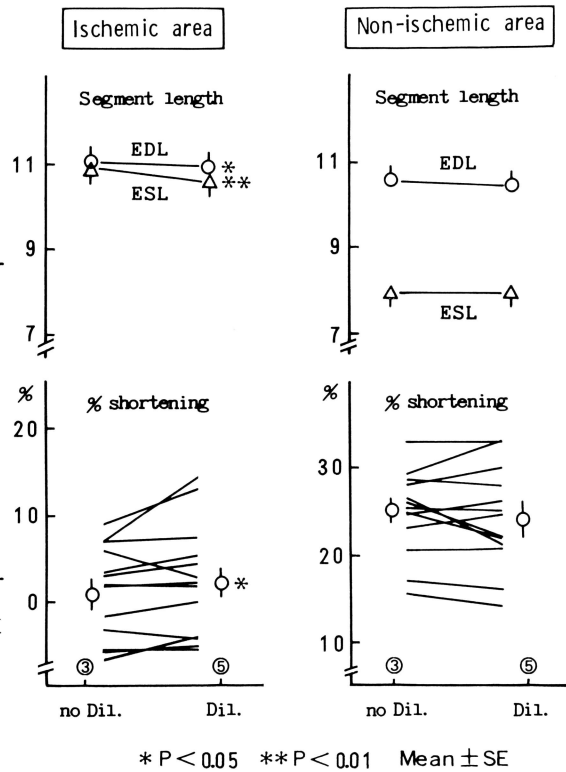 Ischemic area
Non-ischemic area
Segment length
11
EDL
*
**
ESL
9
7
Segment length
11
EDL
9
ESL
7
%
% shortening
20
10
0
*
③
⑤
no Dil.
Dil.
%
% shortening
30
20
10
③
⑤
no Dil.
Dil.
* P < 0.05 ** P < 0.01 Mean ± SE